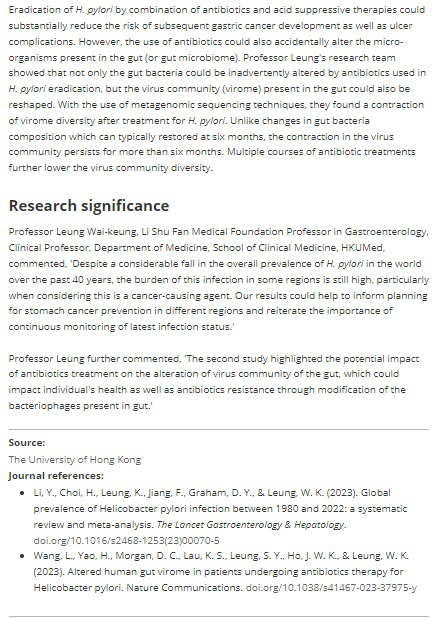 Eradication of H. pylori by combination of antibiotics and acid suppressive therapies could
substantially reduce the risk of subsequent gastric cancer development as well as ulcer
complications. However, the use of antibiotics could also accidentally alter the micro-
organisms present in the gut (or gut microbiome). Professor Leung's research team
showed that not only the gut bacteria could be inadvertently altered by antibiotics used in
H. pylori eradication, but the virus community (virome) present in the gut could also be
reshaped. With the use of metagenomic sequencing techniques, they found a contraction
of virome diversity after treatment for H. pylori. Unlike changes in gut bacteria
composition which can typically restored at six months, the contraction in the virus
community persists for more than six months. Multiple courses of antibiotic treatments
further lower the virus community diversity.
Research significance
Professor Leung Wai-keung, Li Shu Fan Medical Foundation Professor in Gastroenterology,
Clinical Professor, Department of Medicine, School of Clinical Medicine, HKUMed,
commented, 'Despite a considerable fall in the overall prevalence of H. pylori in the world
over the past 40 years, the burden of this infection in some regions is still high, particularly
when considering this is a cancer-causing agent. Our results could help to inform planning
for stomach cancer prevention in different regions and reiterate the importance of
continuous monitoring of latest infection status.'
Professor Leung further commented, 'The second study highlighted the potential impact
of antibiotics treatment on the alteration of virus community of the gut, which could
impact individual's health as well as antibiotics resistance through modification of the
bacteriophages present in gut.'
Source:
The University of Hong Kong
Journal references:
• Li, Y., Choi, H., Leung, K., Jiang, F., Graham, D. Y., & Leung, W. K. (2023). Global
prevalence of Helicobacter pylori infection between 1980 and 2022: a systematic
review and meta-analysis. The Lancet Gastroenterology & Hepatology.
doi.org/10.1016/s2468-1253(23)00070-5
• Wang, L., Yao, H., Morgan, D. C., Lau, K. S., Leung, S. Y., Ho, J. W. K., & Leung, W. K.
(2023). Altered human gut virome in patients undergoing antibiotics therapy for
Helicobacter pylori. Nature Communications. doi.org/10.1038/s41467-023-37975-y